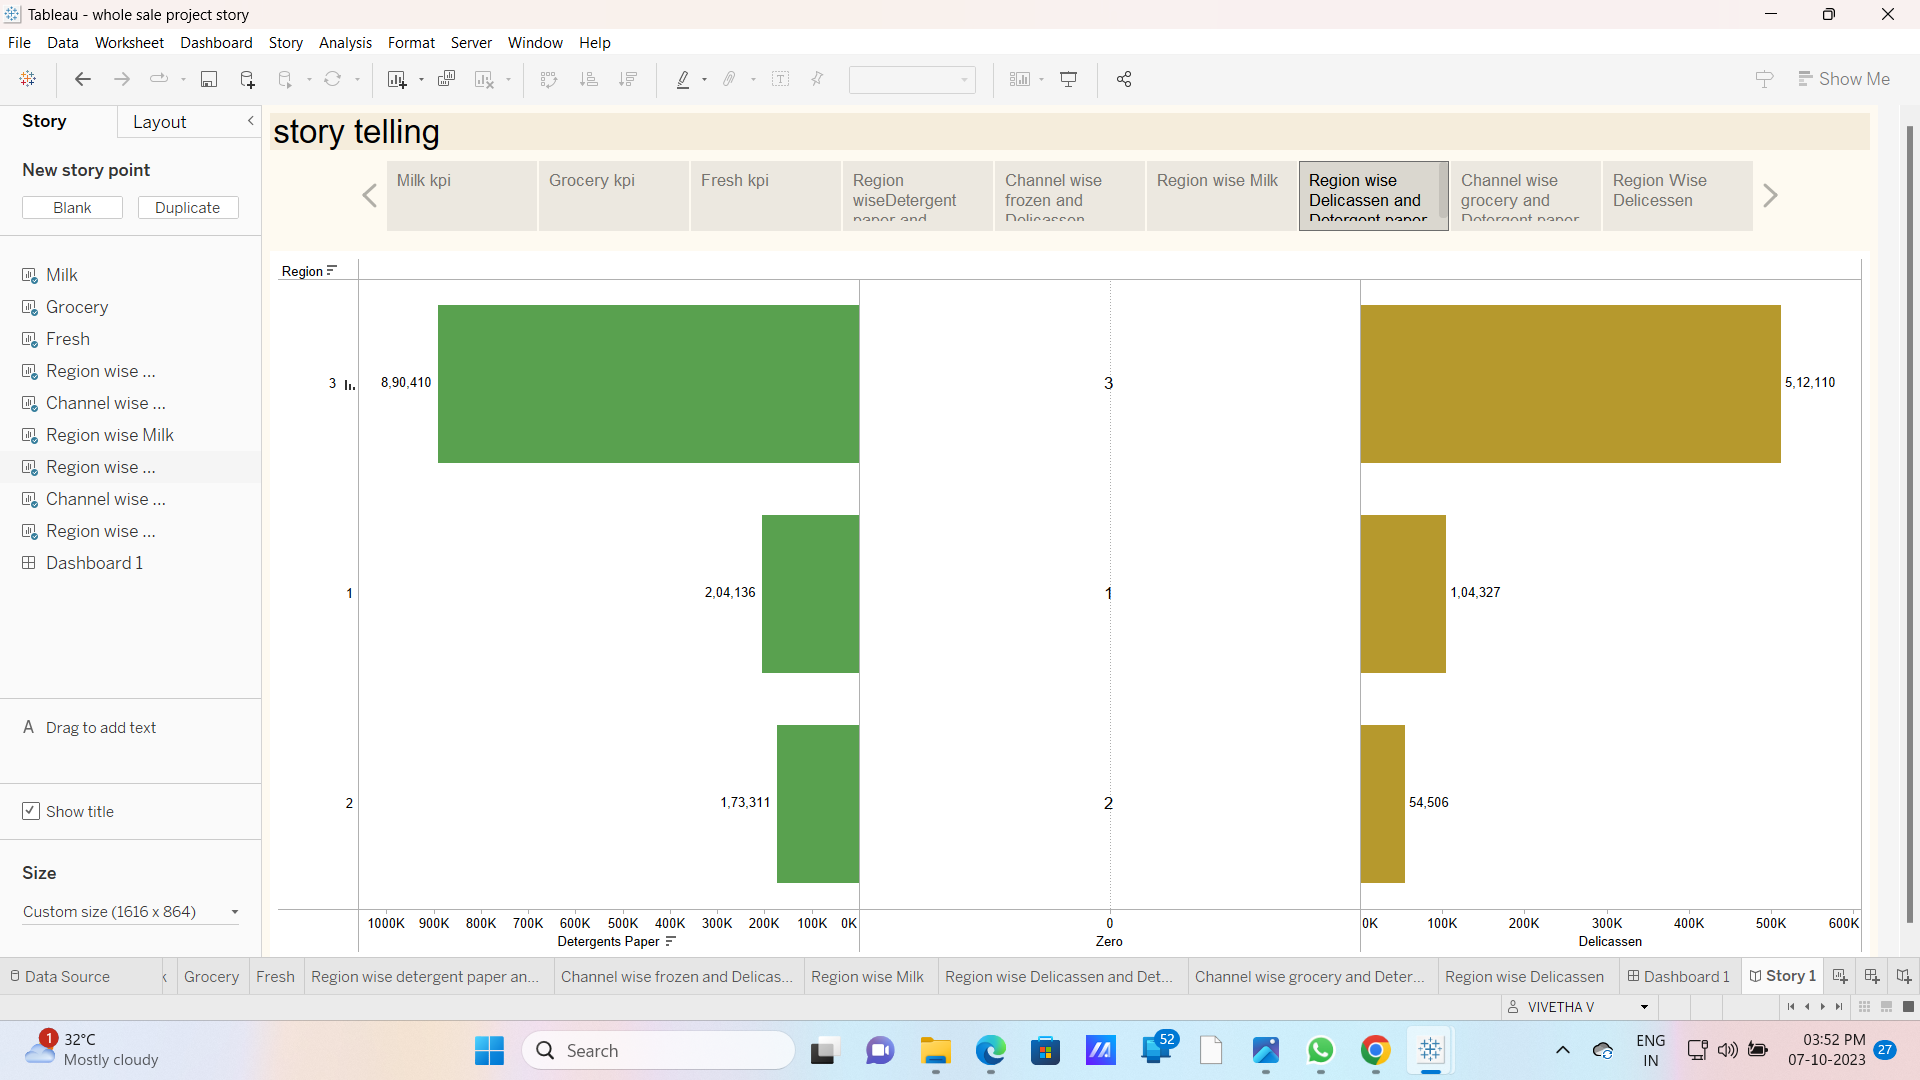 Tableau - whole sale project story
File Data Worksheet Dashboard Story Analysis Format Server Window Help
Show Me
Story Layout
New story point
Blank Duplicate
Milk
Grocery
Fresh
Region wise ...
Channel wise ...
Region wise Milk
Region wise ...
Channel wise ...
Region wise ...
Dashboard 1
A Drag to add text
Show title
Size
Custom size (1616 x 864)
story telling
Milk kpi
Grocery kpi
Fresh kpi
Region
wiseDetergent
paper and
Channel wise
frozen and
Delicassen
Region wise Milk
Region wise
Delicassen and
Detergent paper
Channel wise
grocery and
Detergent paper
Region Wise
Delicessen
Region
3 8,90,410 3 5,12,110
1 2,04,136 1 1,04,327
2 1,73,311 2 54,506
1000K 900K 800K 700K 600K 500K 400K 300K 200K 100K 0K 0 0K 100K 200K 300K 400K 500K 600K
Detergents Paper Zero Delicassen
Data Source Grocery Fresh Region wise detergent paper an... Channel wise frozen and Delicas... Region wise Milk Region wise Delicassen and Det... Channel wise grocery and Deter... Region wise Delicassen Dashboard 1 Story 1
VIVETHA V
1 32°C
Mostly cloudy
Search
52
ENG
IN
03:52 PM
07-10-2023
27